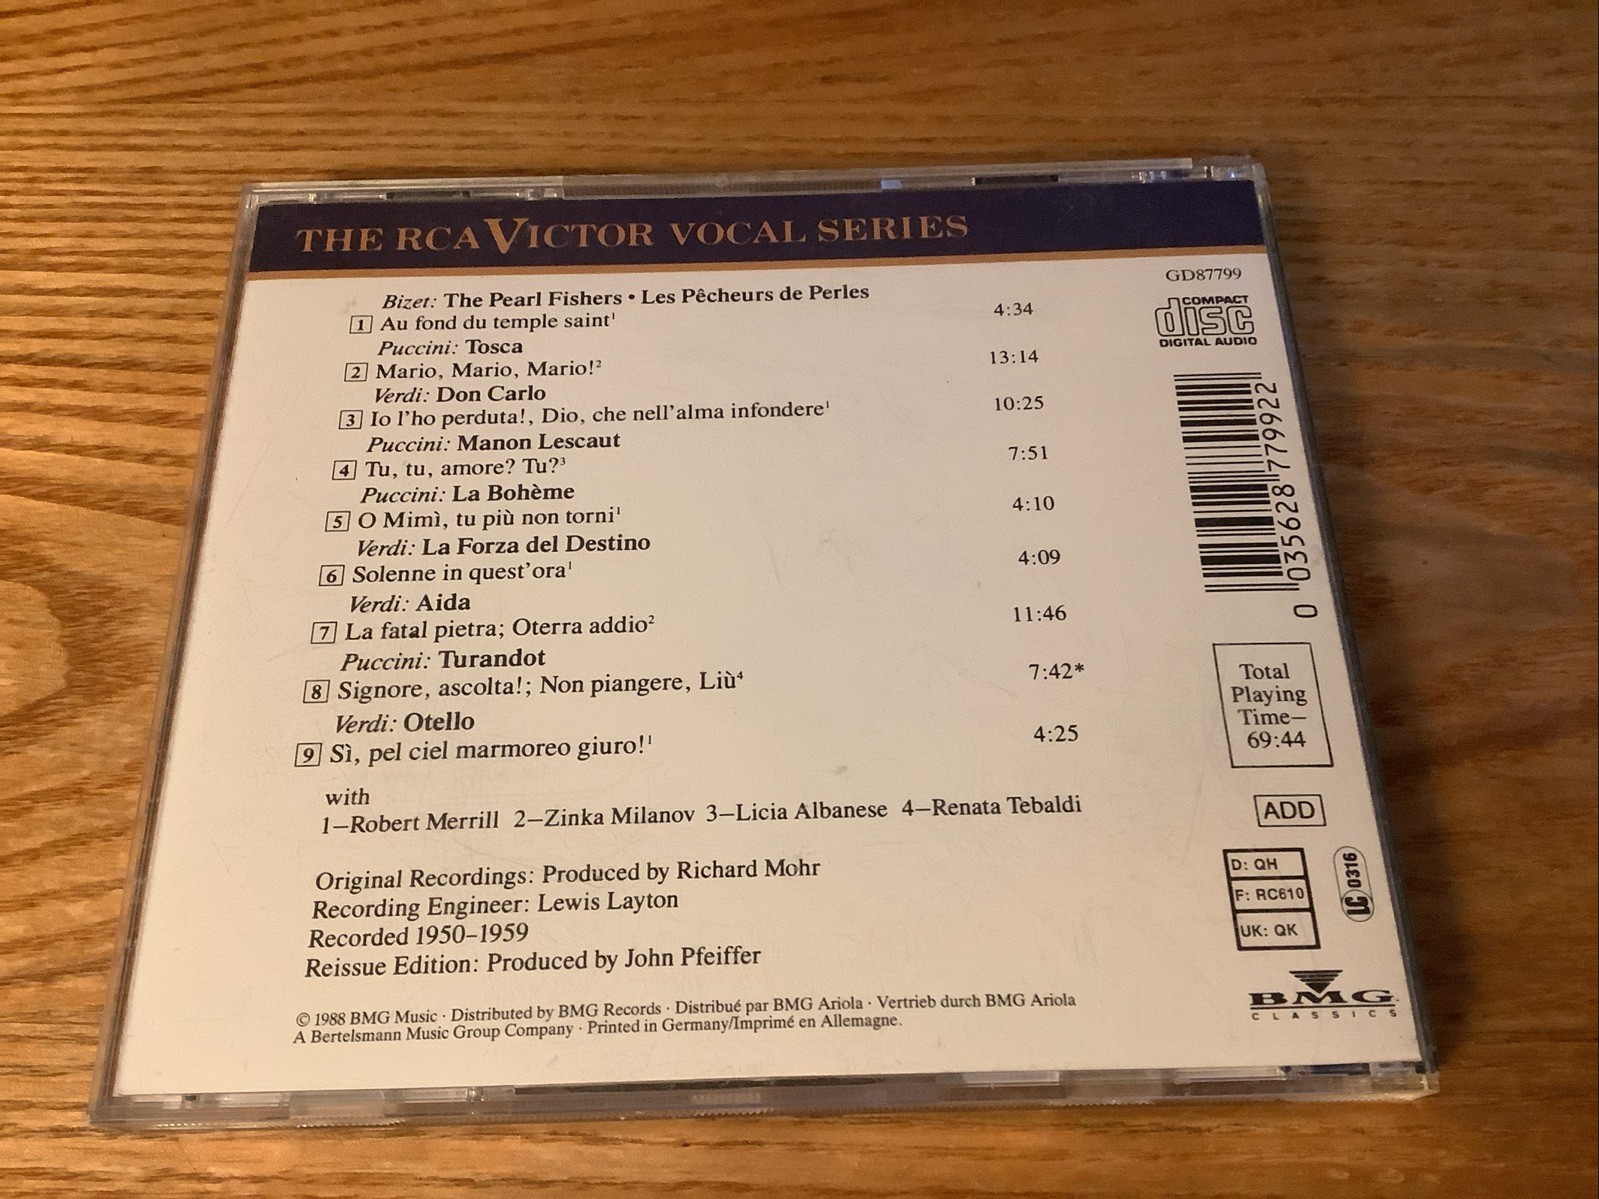 THE RCA VICTOR VOCAL SERIES
GD87799
COMPACT
disc
DIGITAL AUDIO
Bizet: The Pearl Fishers • Les Pêcheurs de Perles
1 Au fond du temple saint¹ 4:34
Puccini: Tosca
2 Mario, Mario, Mario!² 13:14
Verdi: Don Carlo
3 Io l'ho perduta!, Dio, che nell'alma infondere¹ 10:25
Puccini: Manon Lescaut
4 Tu, tu, amore? Tu?³ 7:51
Puccini: La Bohème
5 O Mimì, tu più non torni¹ 4:10
Verdi: La Forza del Destino
6 Solenne in quest'ora¹ 4:09
Verdi: Aida
7 La fatal pietra; Oterra addio² 11:46
Puccini: Turandot
8 Signore, ascolta!; Non piangere, Liù⁴ 7:42*
Verdi: Otello
9 Sì, pel ciel marmoreo giuro!¹ 4:25
with
1–Robert Merrill 2–Zinka Milanov 3–Licia Albanese 4–Renata Tebaldi
Original Recordings: Produced by Richard Mohr
Recording Engineer: Lewis Layton
Recorded 1950–1959
Reissue Edition: Produced by John Pfeiffer
© 1988 BMG Music · Distributed by BMG Records · Distribué par BMG Ariola · Vertrieb durch BMG Ariola
A Bertelsmann Music Group Company · Printed in Germany/Imprimé en Allemagne.
0 035628 779922
Total
Playing
Time–
69:44
ADD
D: QH
F: RC610
UK: QK
LC 0316
BMG
CLASSICS